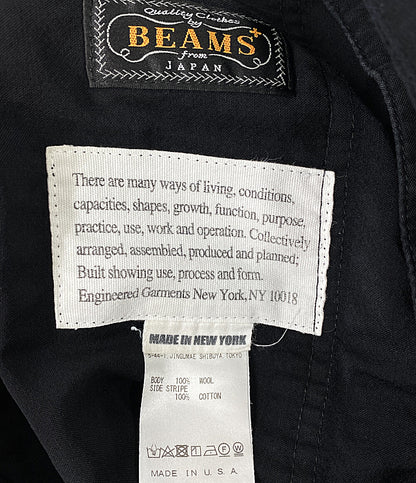 Quality Clothes
by
BEAMS+
from
JAPAN
There are many ways of living, conditions,
capacities, shapes, growth, function, purpose,
practice, use, work and operation. Collectively
arranged, assembled, produced and planned;
Built showing use, process and form.
Engineered Garments New York, NY 10018
MADE IN NEW YORK
5-44-1, JINGUMAE SHIBUYA, TOKYO
BODY 100% WOOL
SIDE STRIPE
100% COTTON
MADE IN U.S.A.